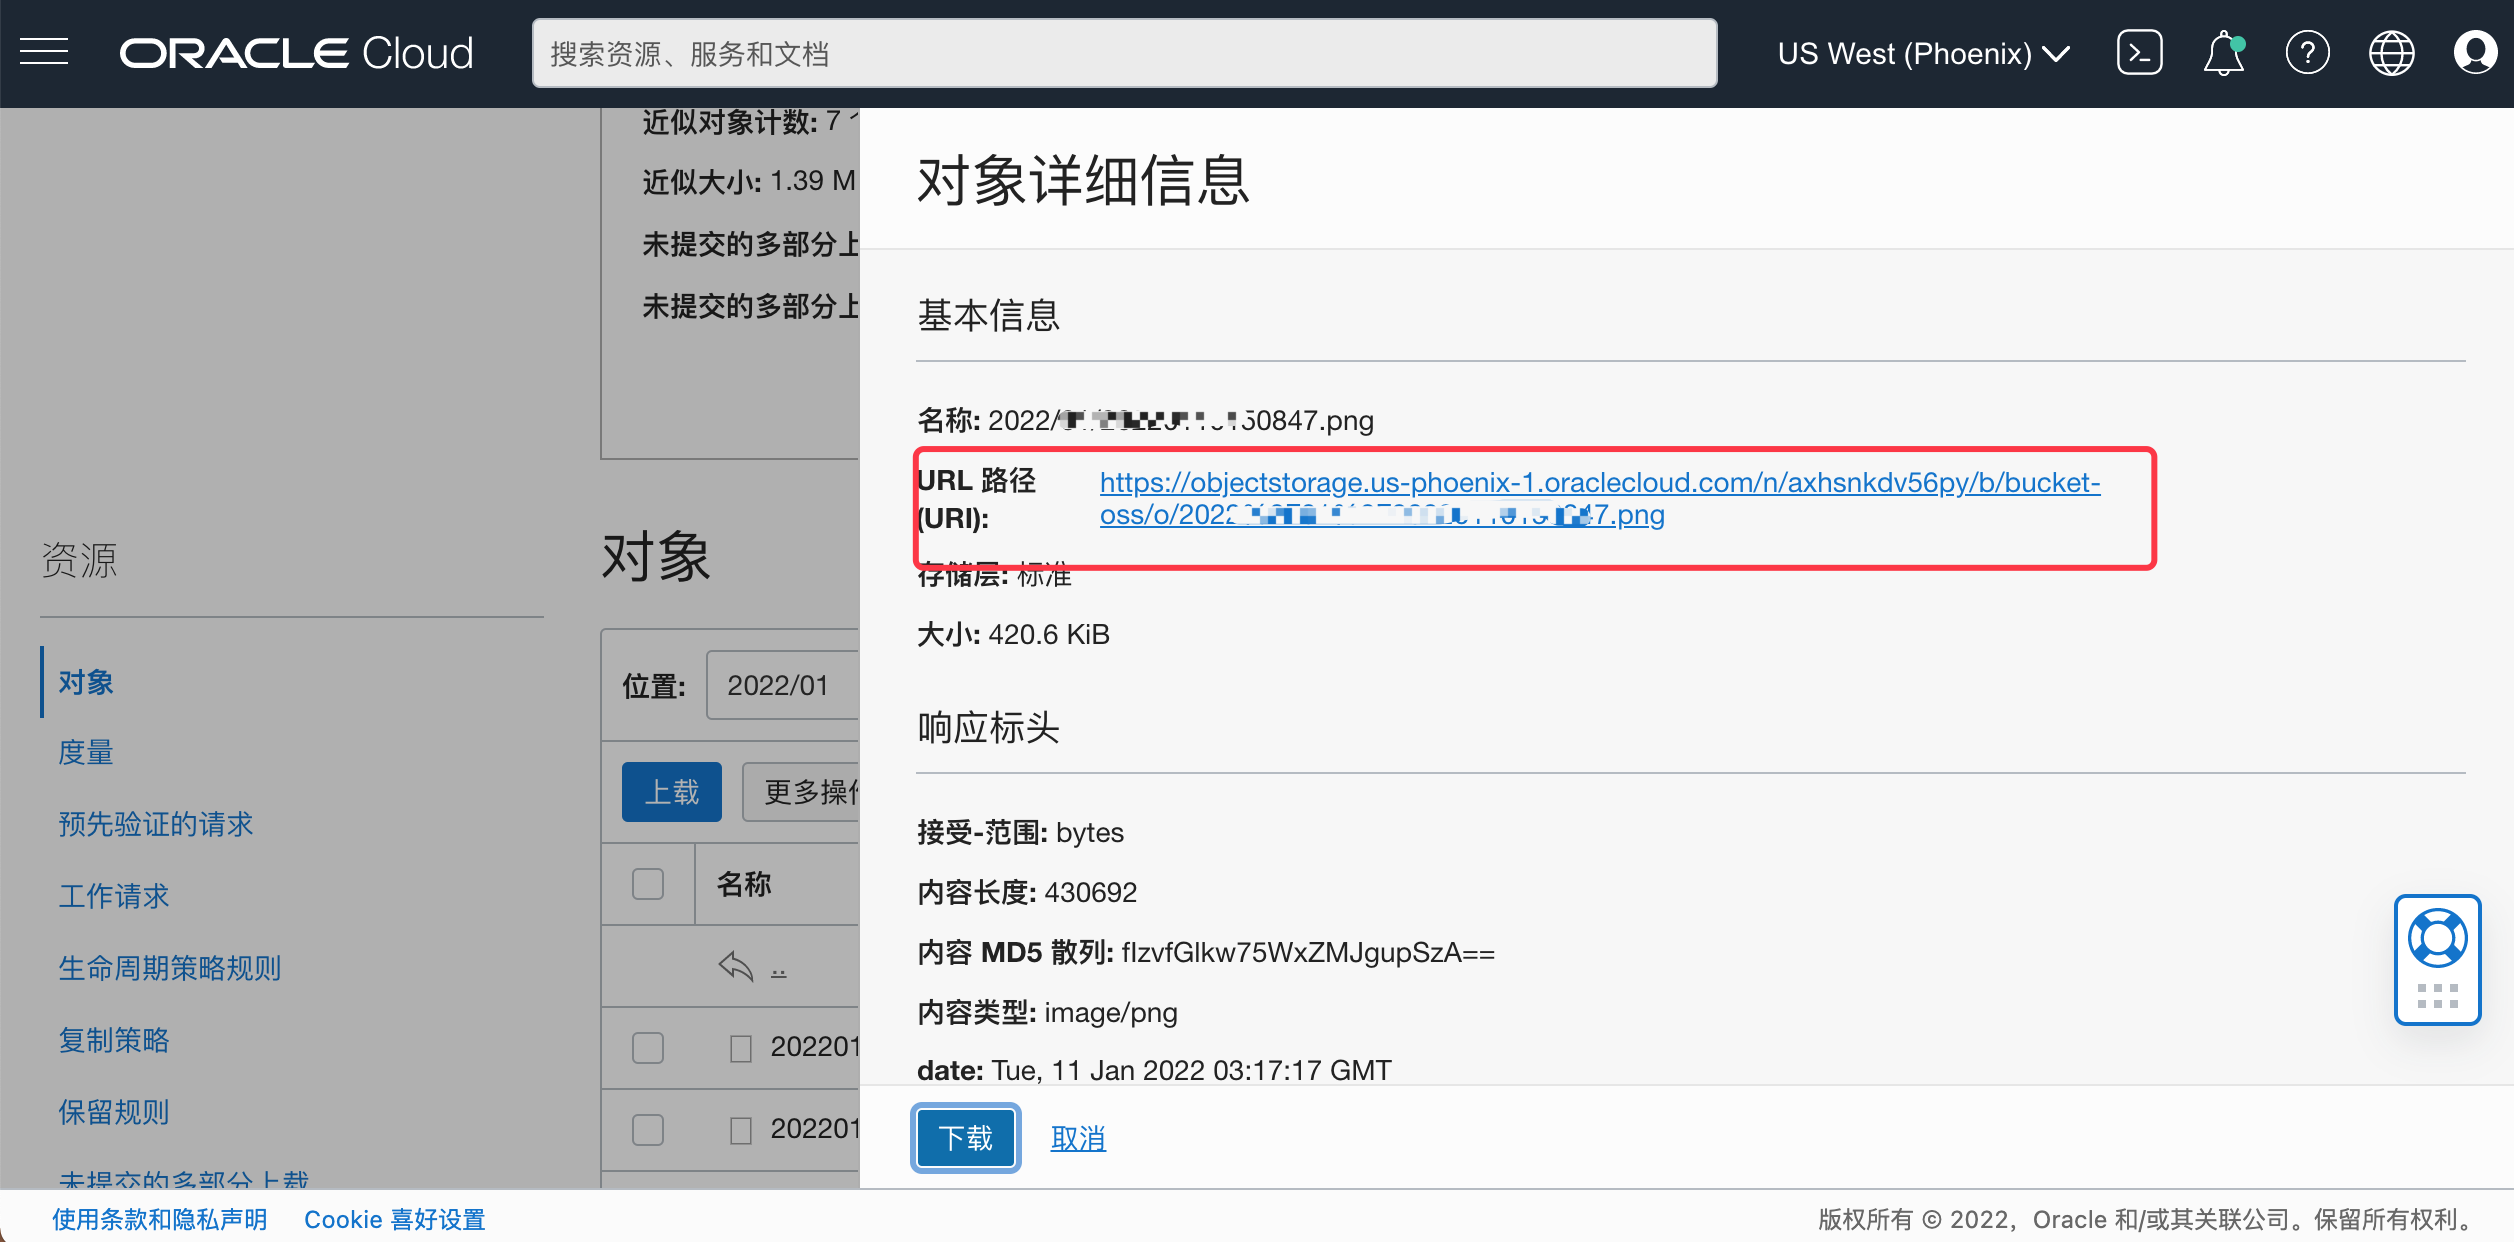 ORACLE Cloud
搜索资源、服务和文档
US West (Phoenix)
近似对象计数: 7
近似大小: 1.39 M
未提交的多部分上
未提交的多部分上
资源
对象
度量
预先验证的请求
工作请求
生命周期策略规则
复制策略
保留规则
未提交的多部分上载
对象
位置: 2022/01
上载
更多操作
名称
..
202201
202201
对象详细信息
基本信息
名称: 2022/ 50847.png
URL 路径 (URI): https://objectstorage.us-phoenix-1.oraclecloud.com/n/axhsnkdv56py/b/bucket-
oss/o/2022 47.png
存储层: 标准
大小: 420.6 KiB
响应标头
接受-范围: bytes
内容长度: 430692
内容 MD5 散列: flzvfGlkw75WxZMJgupSzA==
内容类型: image/png
date: Tue, 11 Jan 2022 03:17:17 GMT
下载
取消
使用条款和隐私声明
Cookie 喜好设置
版权所有 © 2022，Oracle 和/或其关联公司。保留所有权利。